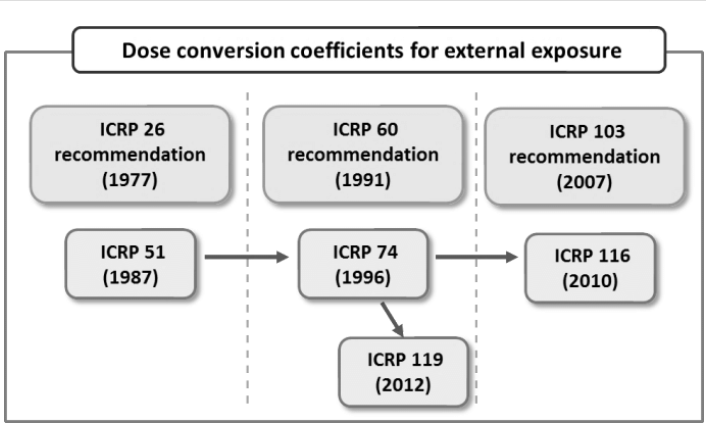 Dose conversion coefficients for external exposure
ICRP 26
recommendation
(1977)
ICRP 60
recommendation
(1991)
ICRP 103
recommendation
(2007)
ICRP 51
(1987)
ICRP 74
(1996)
ICRP 116
(2010)
ICRP 119
(2012)